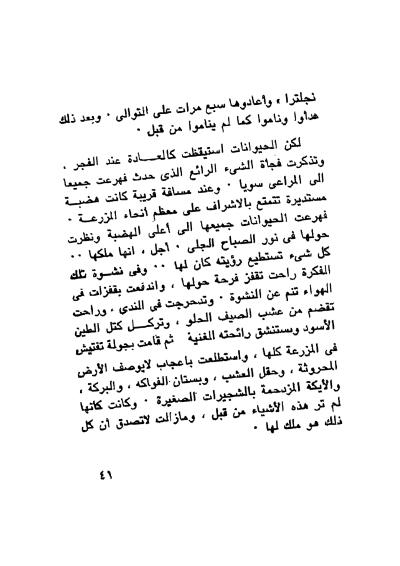 نجلترا ، وأعادوها سبع مرات على التوالى . وبعد ذلك
هدأوا وناموا كما لم يناموا من قبل .
لكن الحيوانات استيقظت كالعـــادة عند الفجر .
وتذكرت فجأة الشىء الرائع الذى حدث فهرعت جميعا
الى المراعى سويا . وعند مسافة قريبة كانت هضبـة
مستديرة تتمتع بالاشراف على معظم أنحاء المزرعة .
فهرعت الحيوانات جميعها الى أعلى الهضبة ونظرت
حولها فى نور الصباح الجلى . أجل ، انها ملكها . .
كل شىء تستطيع رؤيته كان لها . . وفى نشـوة تلك
الفكرة راحت تقفز فرحة حولها ، واندفعت بقفزات فى
الهواء تنم عن النشوة . وتدحرجت فى الندى . وراحت
تقضم من عشب الصيف الحلو ، وتركـــل كتل الطين
الأسود وتستنشق رائحته الغنية ثم قامت بجولة تفتيش
فى المزرعة كلها ، واستطلعت باعجاب لايوصف الأرض
المحروثة ، وحقل العشب ، وبستان الفواكه ، والبركة ،
والأيكة المزدحمة بالشجيرات الصغيرة . وكانت كأنها
لم تر هذه الأشياء من قبل ، ومازالت لاتصدق أن كل
ذلك هو ملك لها .
٤١